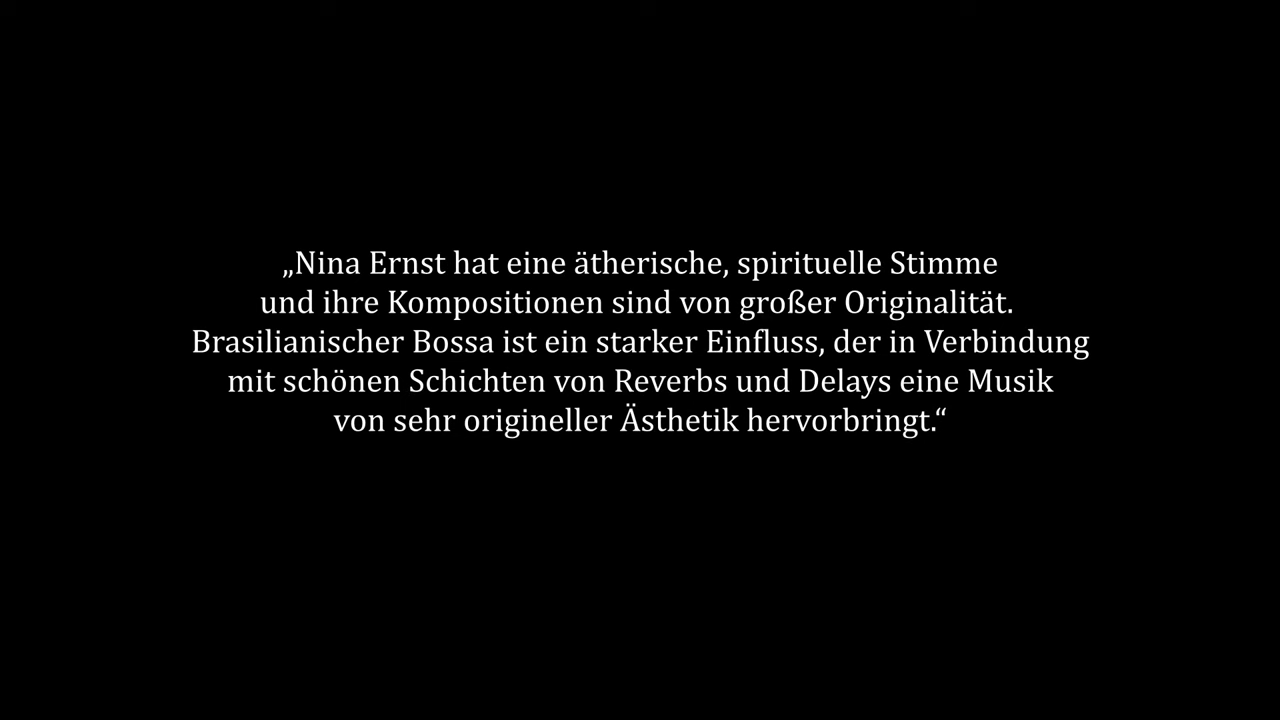 „Nina Ernst hat eine ätherische, spirituelle Stimme
und ihre Kompositionen sind von großer Originalität.
Brasilianischer Bossa ist ein starker Einfluss, der in Verbindung
mit schönen Schichten von Reverbs und Delays eine Musik
von sehr origineller Ästhetik hervorbringt.“